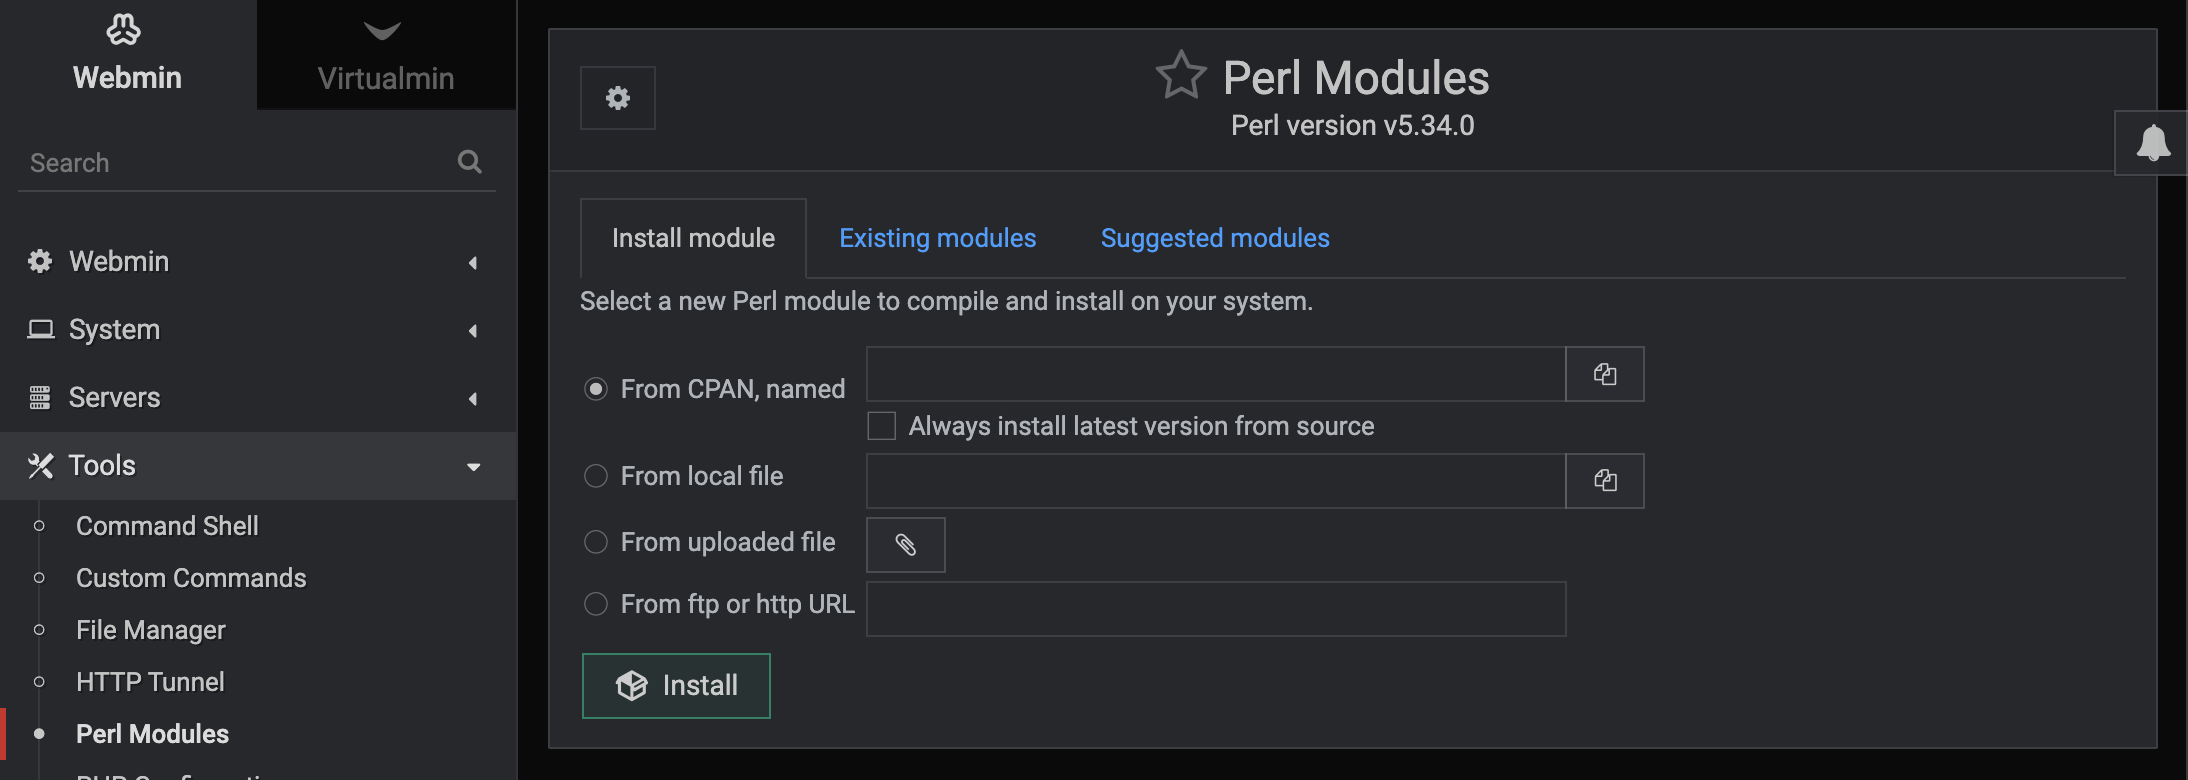 Webmin
Virtualmin
Search
Webmin
System
Servers
Tools
Command Shell
Custom Commands
File Manager
HTTP Tunnel
Perl Modules
Perl Modules
Perl version v5.34.0
Install module
Existing modules
Suggested modules
Select a new Perl module to compile and install on your system.
From CPAN, named
Always install latest version from source
From local file
From uploaded file
From ftp or http URL
Install